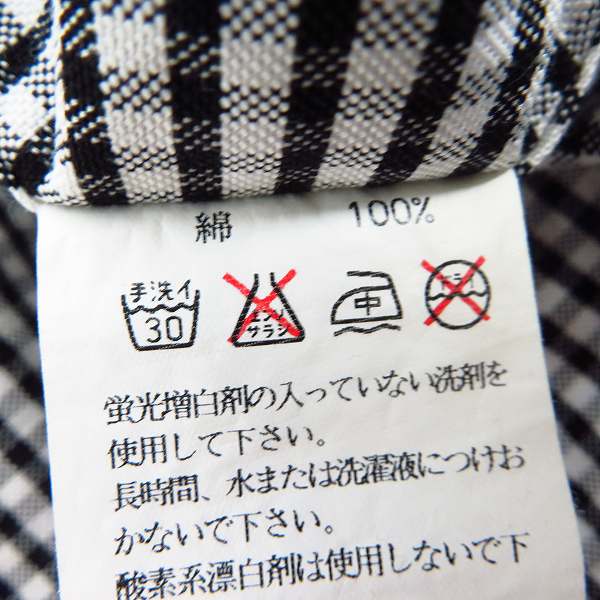 綿 100%
手洗イ 30 エンソ サラシ 中 ドライ
蛍光増白剤の入っていない洗剤を
使用して下さい。
長時間、水または洗濯液につけお
かないで下さい。
酸素系漂白剤は使用しないで下